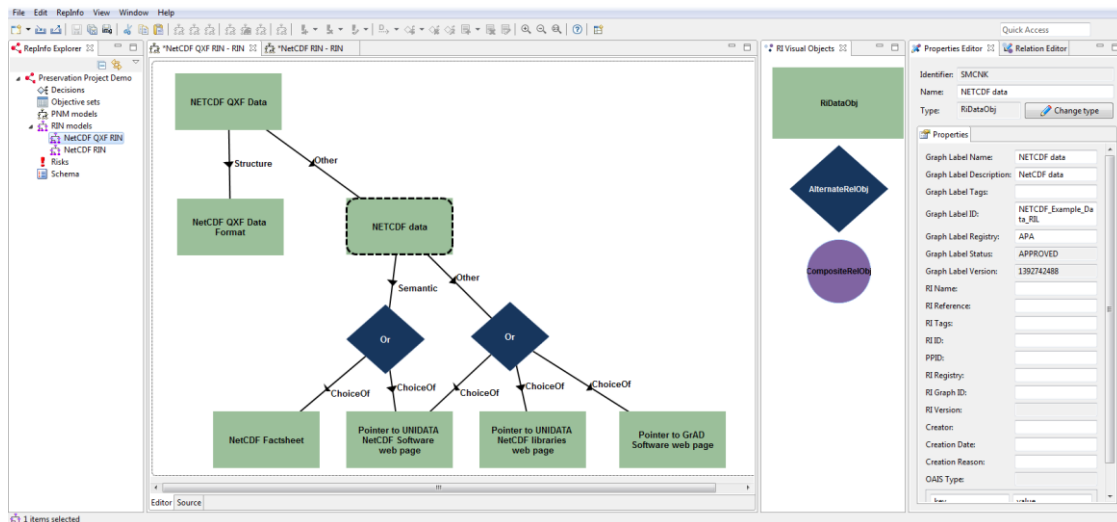 File Edit RepInfo Navigate Window Help
Quick Access
RepInfo Explorer
Preservation Project Demo
Decisions
Objective sets
PNM models
RIN models
NetCDF QXF RIN
NetCDF RIN
Risks
Schema
*NetCDF QXF RIN - RIN *NetCDF RIN - RIN
NETCDF QXF Data
Structure
Other
NetCDF QXF Data
Format
NETCDF data
Semantic
Other
Or
Or
ChoiceOf
ChoiceOf
ChoiceOf
ChoiceOf
ChoiceOf
NetCDF Factsheet
Pointer to UNIDATA
NetCDF Software
web page
Pointer to UNIDATA
NetCDF libraries
web page
Pointer to GrAD
Software web page
Editor Source
RI Visual Objects
RiDataObj
AlternateRelObj
CompositeRelObj
Properties Editor Relation Editor
Identifier: SMCNK
Name: NETCDF data
Type: RiDataObj Change type
Properties
Graph Label Name: NETCDF data
Graph Label Description: NetCDF data
Graph Label Tags:
Graph Label ID: NETCDF_Example_Da
ta_RIL
Graph Label Registry: APA
Graph Label Status: APPROVED
Graph Label Version: 1392742488
RI Name:
RI Reference:
RI Tags:
RI ID:
PPID:
RI Registry:
RI Graph ID:
RI Version:
Creator:
Creation Date:
Creation Reason:
OAIS Type:
key value
1 items selected